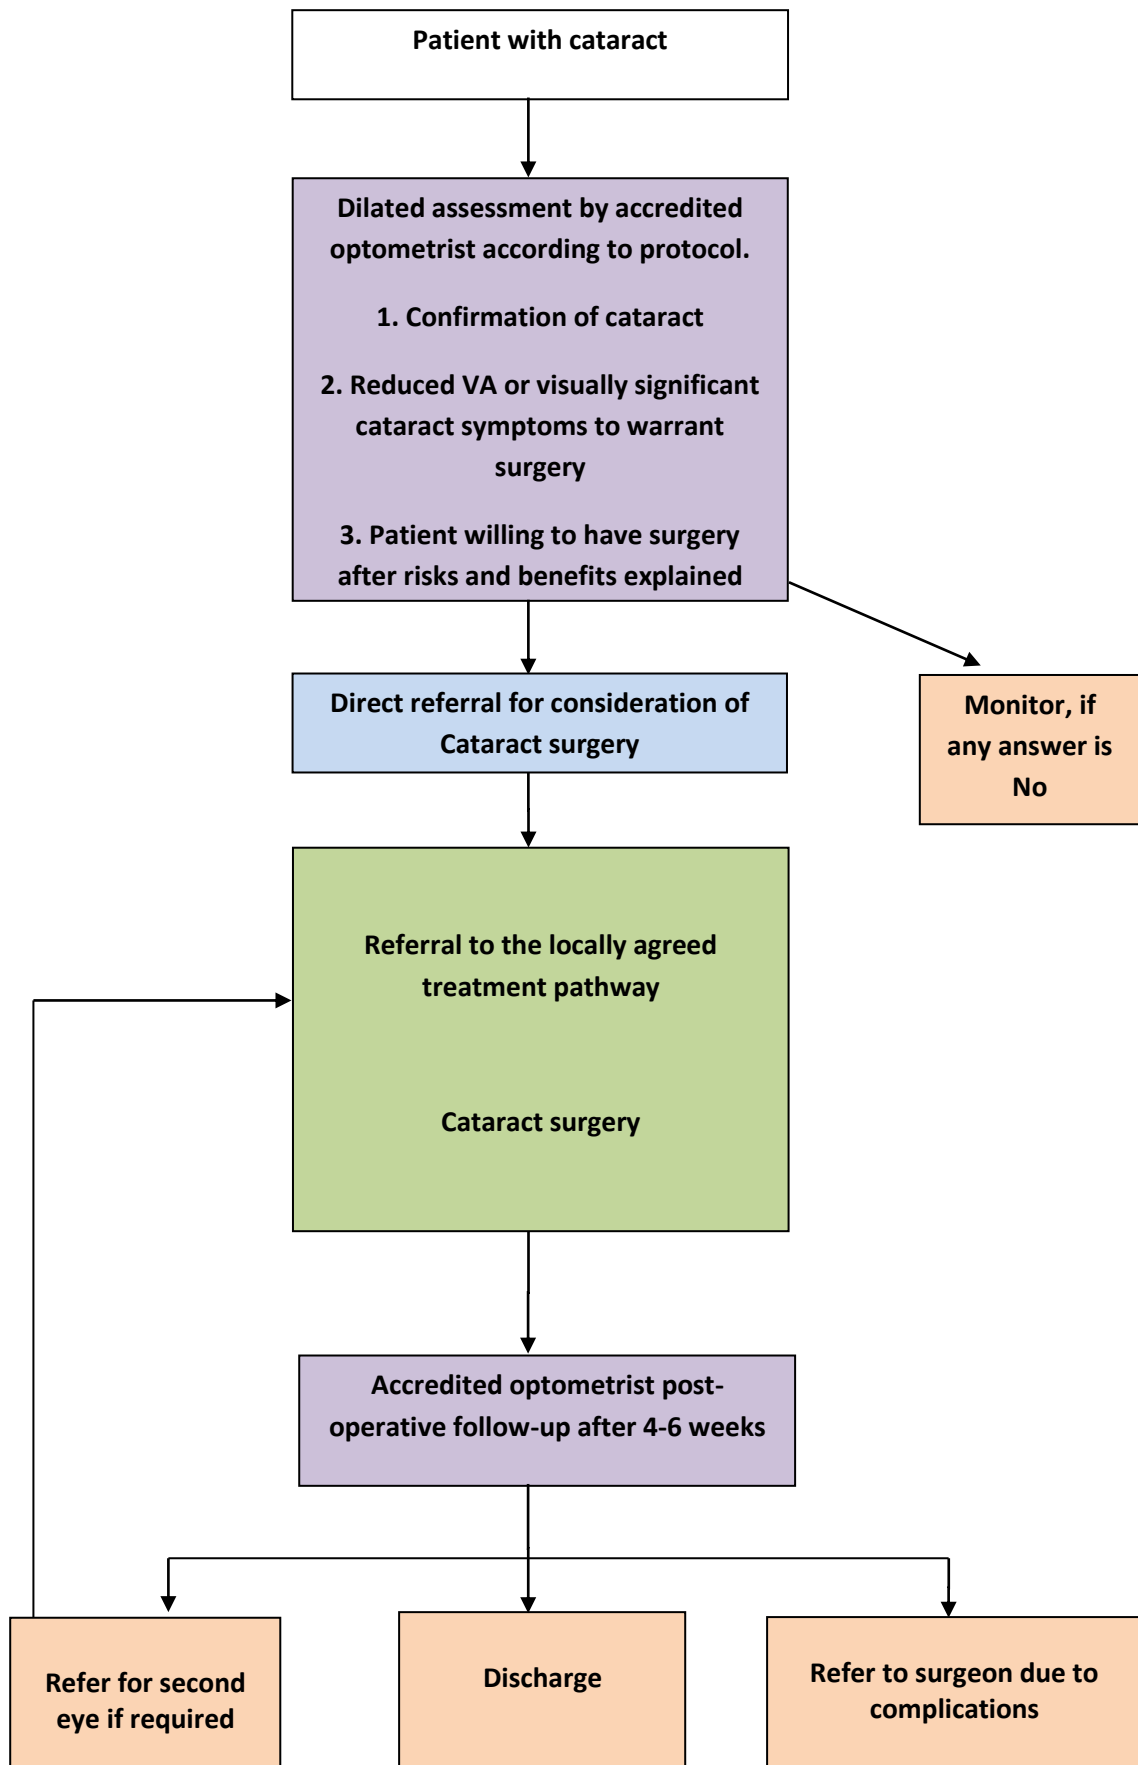 Patient with cataract
Dilated assessment by accredited
optometrist according to protocol.
1. Confirmation of cataract
2. Reduced VA or visually significant
cataract symptoms to warrant
surgery
3. Patient willing to have surgery
after risks and benefits explained
Direct referral for consideration of
Cataract surgery
Monitor, if
any answer is
No
Referral to the locally agreed
treatment pathway
Cataract surgery
Accredited optometrist post-
operative follow-up after 4-6 weeks
Refer for second
eye if required
Discharge
Refer to surgeon due to
complications